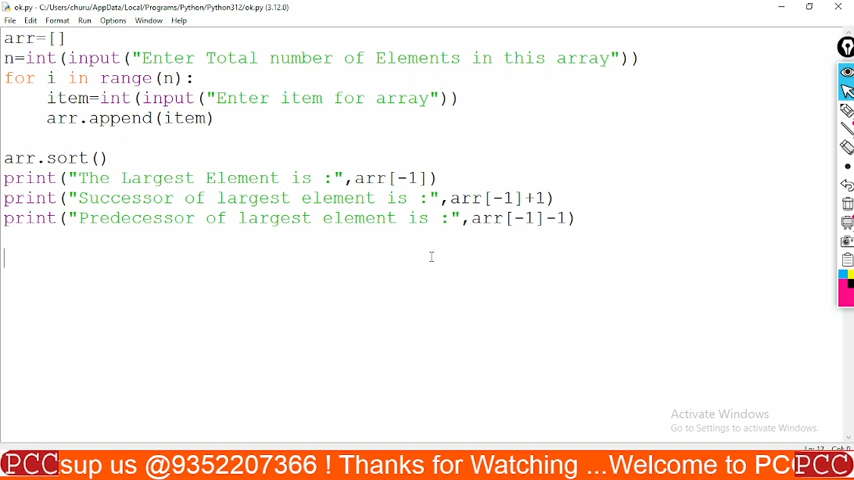 ok.py - C:/Users/churu/AppData/Local/Programs/Python/Python312/ok.py (3.12.0)
File Edit Format Run Options Window Help
arr=[]
n=int(input("Enter Total number of Elements in this array"))
for i in range(n):
    item=int(input("Enter item for array"))
    arr.append(item)
arr.sort()
print("The Largest Element is :",arr[-1])
print("Successor of largest element is :",arr[-1]+1)
print("Predecessor of largest element is :",arr[-1]-1)
Activate Windows
Go to Settings to activate Windows.
PCC sup us @9352207366 ! Thanks for Watching ...Welcome to PC PCC